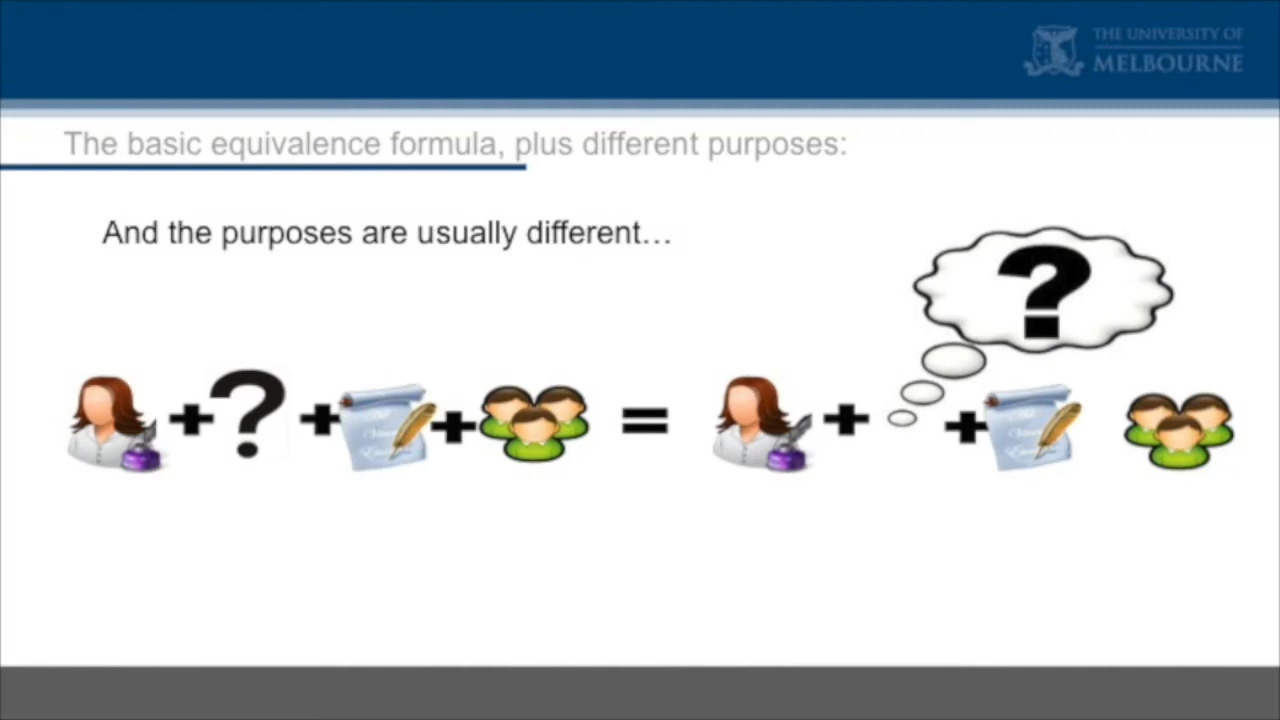 THE UNIVERSITY OF
MELBOURNE
The basic equivalence formula, plus different purposes:
And the purposes are usually different…
?
+ ? + + = + +